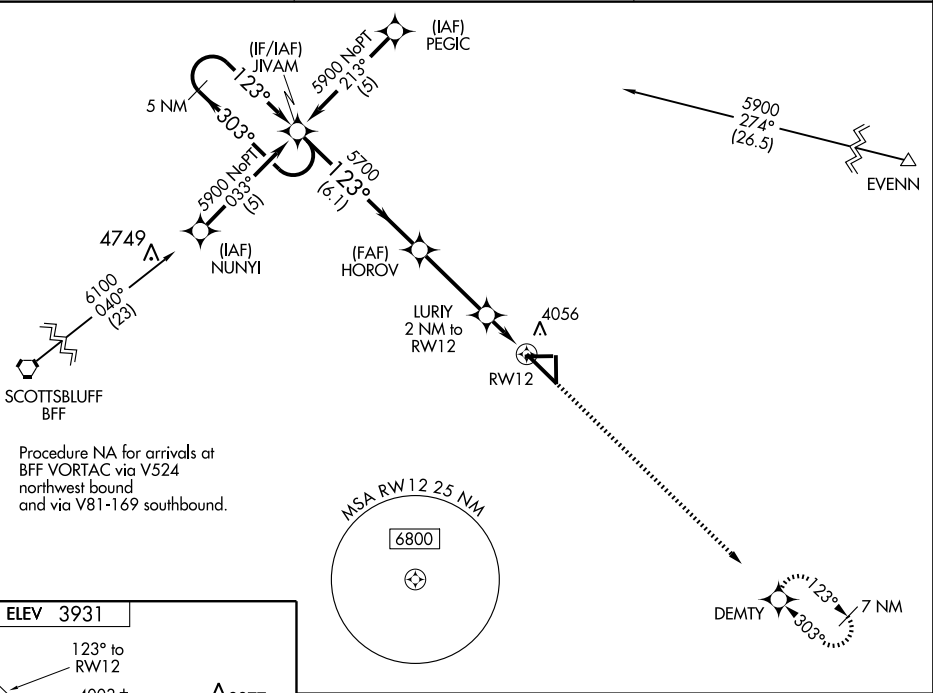 (IAF)
PEGIC
(IF/IAF)
JIVAM
5900 NoPT
213°
(5)
123°
5 NM
303°
5900
274°
(26.5)
EVENN
5900 NoPT
033°
(5)
5700
123°
(6.1)
4749
(IAF)
NUNYI
6100
040°
(23)
(FAF)
HOROV
LURIY
2 NM to
RW12
4056
RW12
SCOTTSBLUFF
BFF
Procedure NA for arrivals at
BFF VORTAC via V524
northwest bound
and via V81-169 southbound.
MSA RW12 25 NM
6800
DEMTY
123°
303°
7 NM
ELEV 3931
123° to
RW12